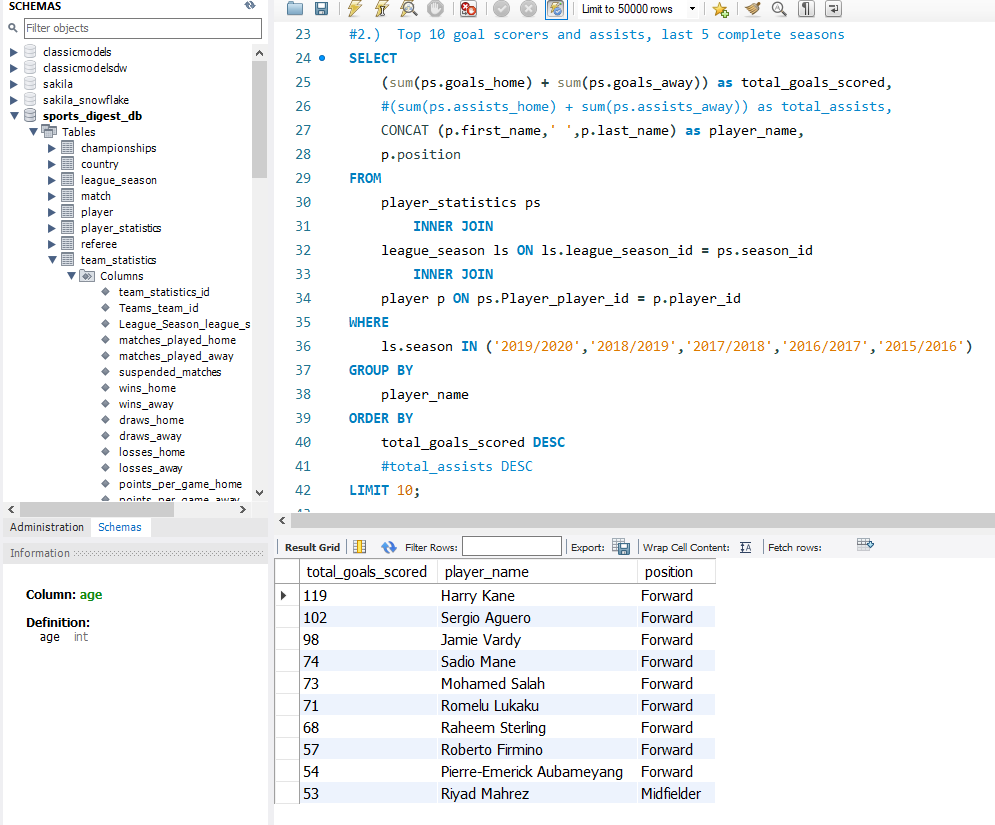 SCHEMAS
Filter objects
classicmodels
classicmodelsdw
sakila
sakila_snowflake
sports_digest_db
Tables
championships
country
league_season
match
player
player_statistics
referee
team_statistics
Columns
team_statistics_id
Teams_team_id
League_Season_league_s
matches_played_home
matches_played_away
suspended_matches
wins_home
wins_away
draws_home
draws_away
losses_home
losses_away
points_per_game_home
points_per_game_away
Administration Schemas
Information
Column: age
Definition:
age int
Limit to 50000 rows
23 #2.) Top 10 goal scorers and assists, last 5 complete seasons
24 SELECT
25 (sum(ps.goals_home) + sum(ps.goals_away)) as total_goals_scored,
26 #(sum(ps.assists_home) + sum(ps.assists_away)) as total_assists,
27 CONCAT (p.first_name,' ',p.last_name) as player_name,
28 p.position
29 FROM
30 player_statistics ps
31 INNER JOIN
32 league_season ls ON ls.league_season_id = ps.season_id
33 INNER JOIN
34 player p ON ps.Player_player_id = p.player_id
35 WHERE
36 ls.season IN ('2019/2020','2018/2019','2017/2018','2016/2017','2015/2016')
37 GROUP BY
38 player_name
39 ORDER BY
40 total_goals_scored DESC
41 #total_assists DESC
42 LIMIT 10;
Result Grid Filter Rows: Export: Wrap Cell Content: Fetch rows:
total_goals_scored player_name position
119 Harry Kane Forward
102 Sergio Aguero Forward
98 Jamie Vardy Forward
74 Sadio Mane Forward
73 Mohamed Salah Forward
71 Romelu Lukaku Forward
68 Raheem Sterling Forward
57 Roberto Firmino Forward
54 Pierre-Emerick Aubameyang Forward
53 Riyad Mahrez Midfielder